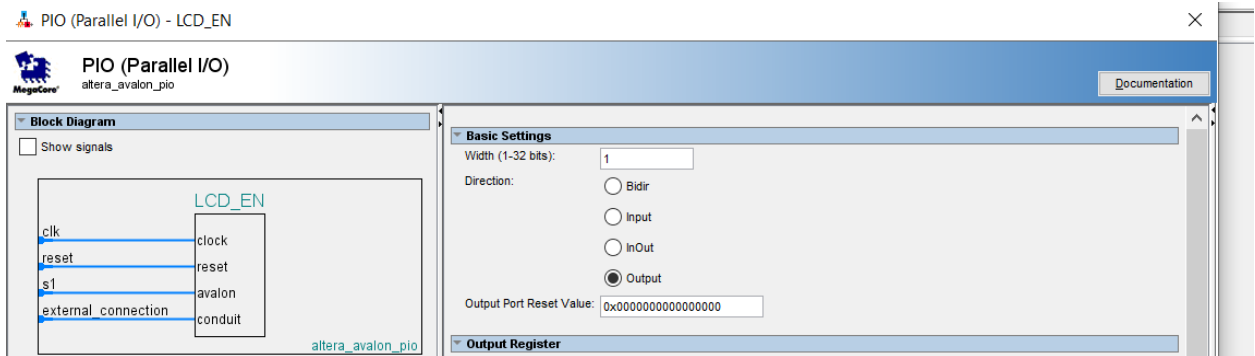 PIO (Parallel I/O) - LCD_EN
PIO (Parallel I/O)
altera_avalon_pio
MegaCore®
Documentation
Block Diagram
Show signals
LCD_EN
clk
clock
reset
reset
s1
avalon
external_connection
conduit
altera_avalon_pio
Basic Settings
Width (1-32 bits): 1
Direction:
Bidir
Input
InOut
Output
Output Port Reset Value: 0x0000000000000000
Output Register